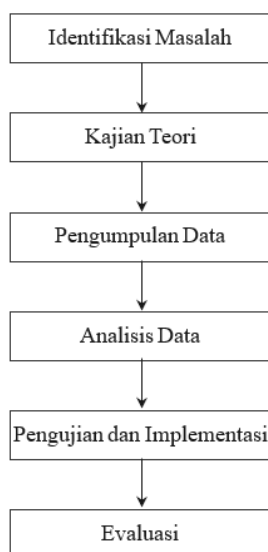 Identifikasi Masalah
Kajian Teori
Pengumpulan Data
Analisis Data
Pengujian dan Implementasi
Evaluasi